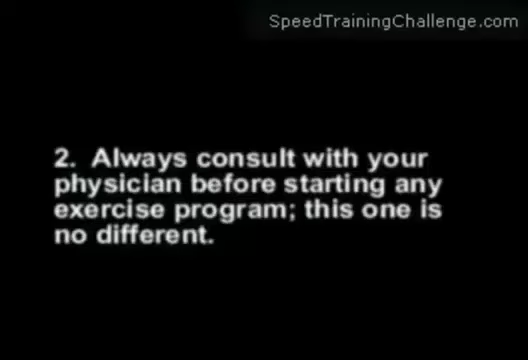 SpeedTrainingChallenge.com
2. Always consult with your
physician before starting any
exercise program; this one is
no different.